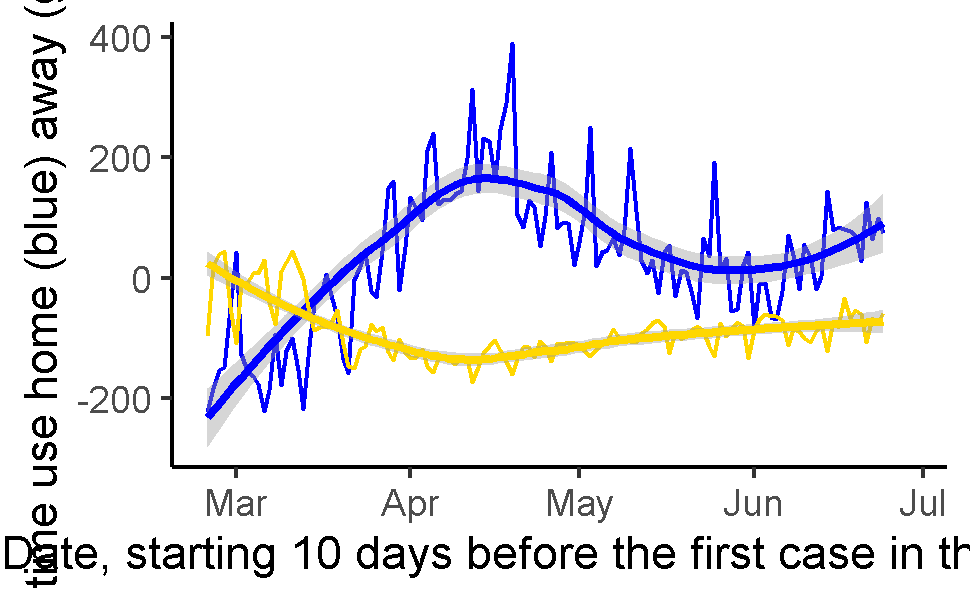 time use home (blue) away (
400
200
0
-200
Mar Apr May Jun Jul
Date, starting 10 days before the first case in th